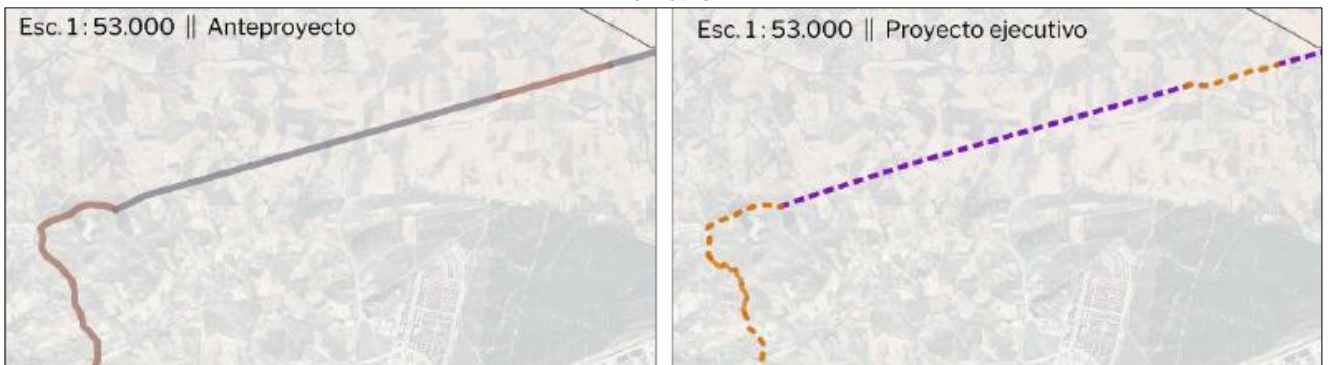 Esc. 1 : 53.000 || Anteproyecto
Esc. 1 : 53.000 || Proyecto ejecutivo